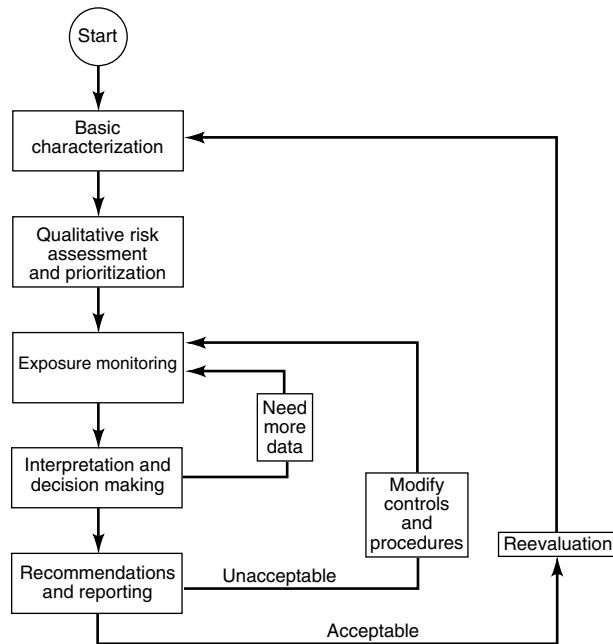 Start
Basic
characterization
Qualitative risk
assessment
and prioritization
Exposure monitoring
Need
more
data
Interpretation and
decision making
Modify
controls
and
procedures
Reevaluation
Recommendations
and reporting
Unacceptable
Acceptable